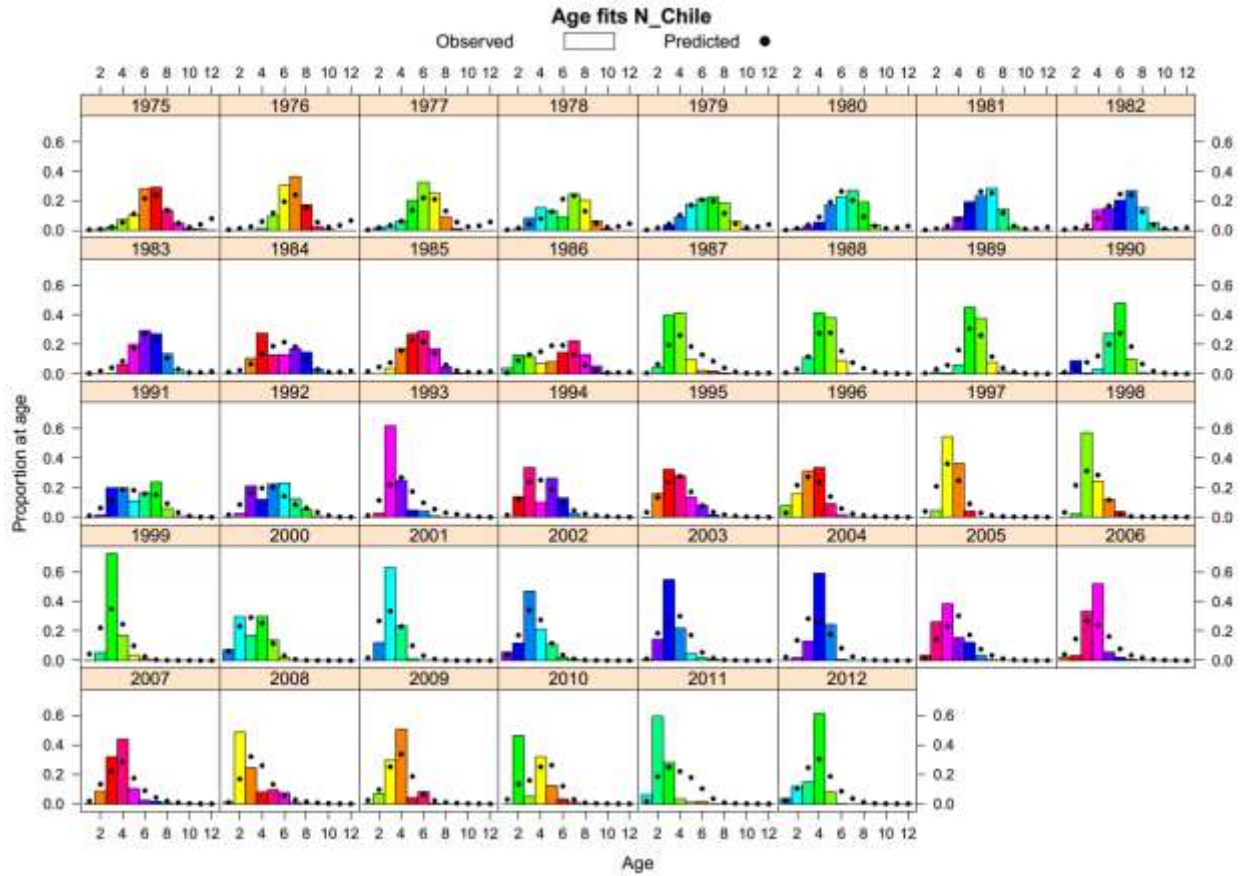 Age fits N_Chile
Observed Predicted
2 4 6 8 10 12 2 4 6 8 10 12 2 4 6 8 10 12 2 4 6 8 10 12 2 4 6 8 10 12 2 4 6 8 10 12 2 4 6 8 10 12 2 4 6 8 10 12
1975 1976 1977 1978 1979 1980 1981 1982
0.6 0.6
0.4 0.4
0.2 0.2
0.0 0.0
1983 1984 1985 1986 1987 1988 1989 1990
0.6 0.6
0.4 0.4
0.2 0.2
0.0 0.0
1991 1992 1993 1994 1995 1996 1997 1998
0.6 0.6
0.4 0.4
0.2 0.2
0.0 0.0
1999 2000 2001 2002 2003 2004 2005 2006
0.6 0.6
0.4 0.4
0.2 0.2
0.0 0.0
2007 2008 2009 2010 2011 2012
0.6 0.6
0.4 0.4
0.2 0.2
0.0 0.0
2 4 6 8 10 12 2 4 6 8 10 12 2 4 6 8 10 12 2 4 6 8 10 12 2 4 6 8 10 12 2 4 6 8 10 12
Age
Proportion at age